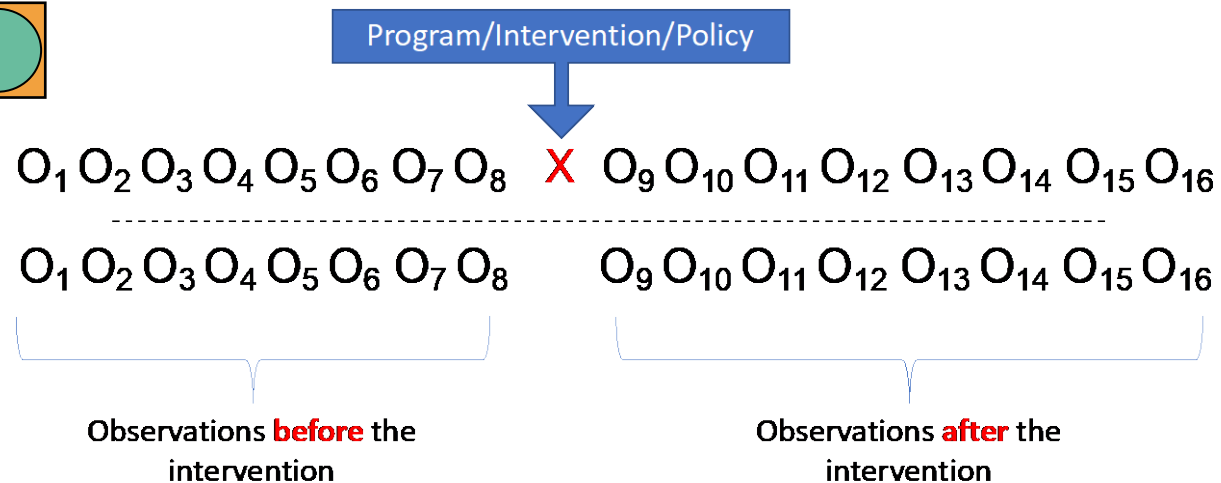 Program/Intervention/Policy
O₁ O₂ O₃ O₄ O₅ O₆ O₇ O₈ X O₉ O₁₀ O₁₁ O₁₂ O₁₃ O₁₄ O₁₅ O₁₆
O₁ O₂ O₃ O₄ O₅ O₆ O₇ O₈ O₉ O₁₀ O₁₁ O₁₂ O₁₃ O₁₄ O₁₅ O₁₆
Observations before the
intervention
Observations after the
intervention